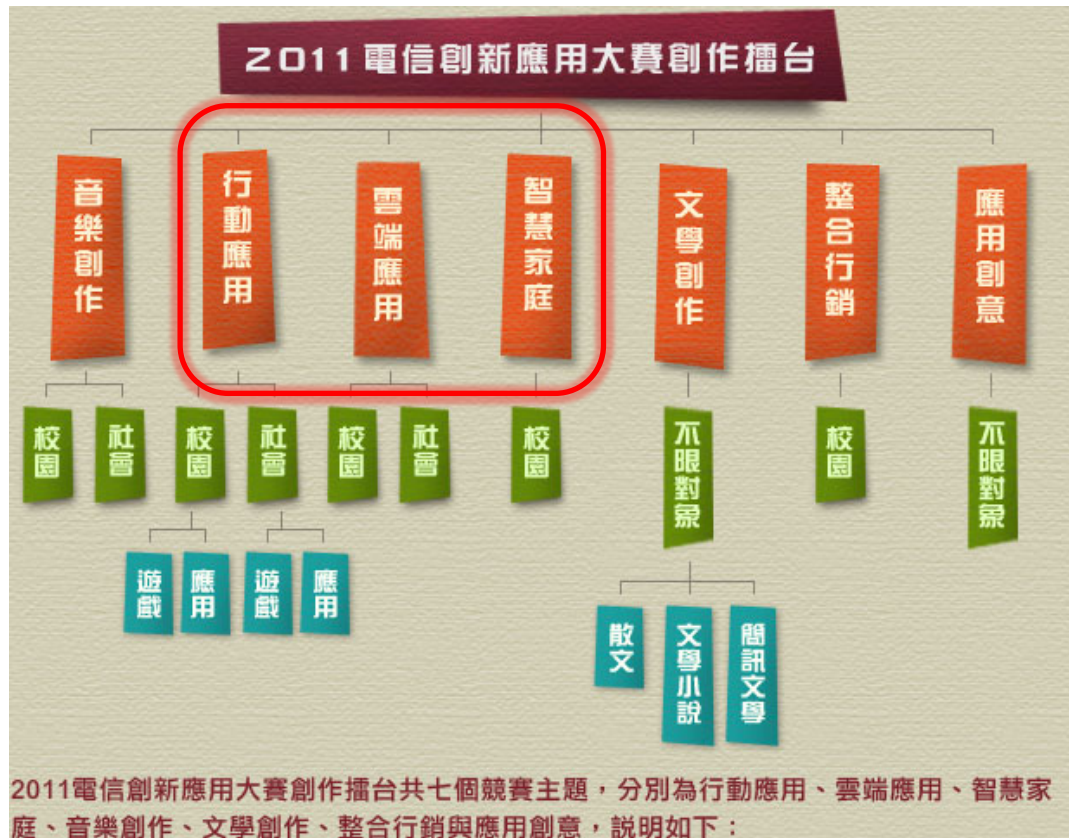 2011電信創新應用大賽創作擂台
音樂創作
行動應用
雲端應用
智慧家庭
文學創作
整合行銷
應用創意
校園
社會
校園
社會
校園
社會
校園
不限對象
校園
不限對象
遊戲
應用
遊戲
應用
散文
文學小說
簡訊文學
2011電信創新應用大賽創作擂台共七個競賽主題，分別為行動應用、雲端應用、智慧家
庭、音樂創作、文學創作、整合行銷與應用創意，說明如下：